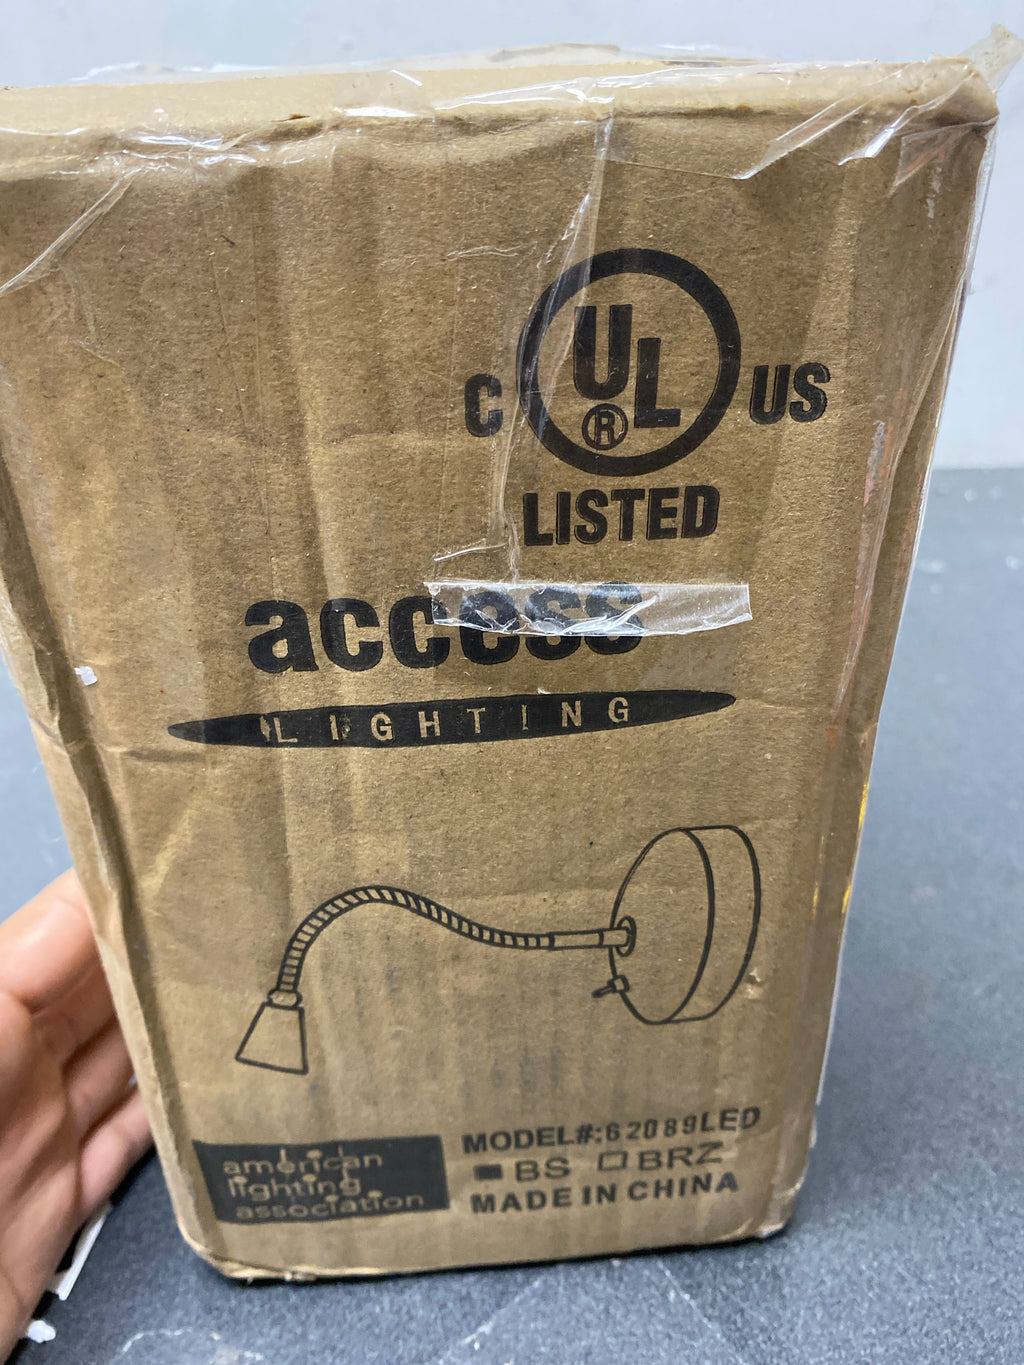 C UL ® US
LISTED
access
LIGHTING
MODEL#:62089LED
BS BRZ
MADE IN CHINA
american
lighting
association